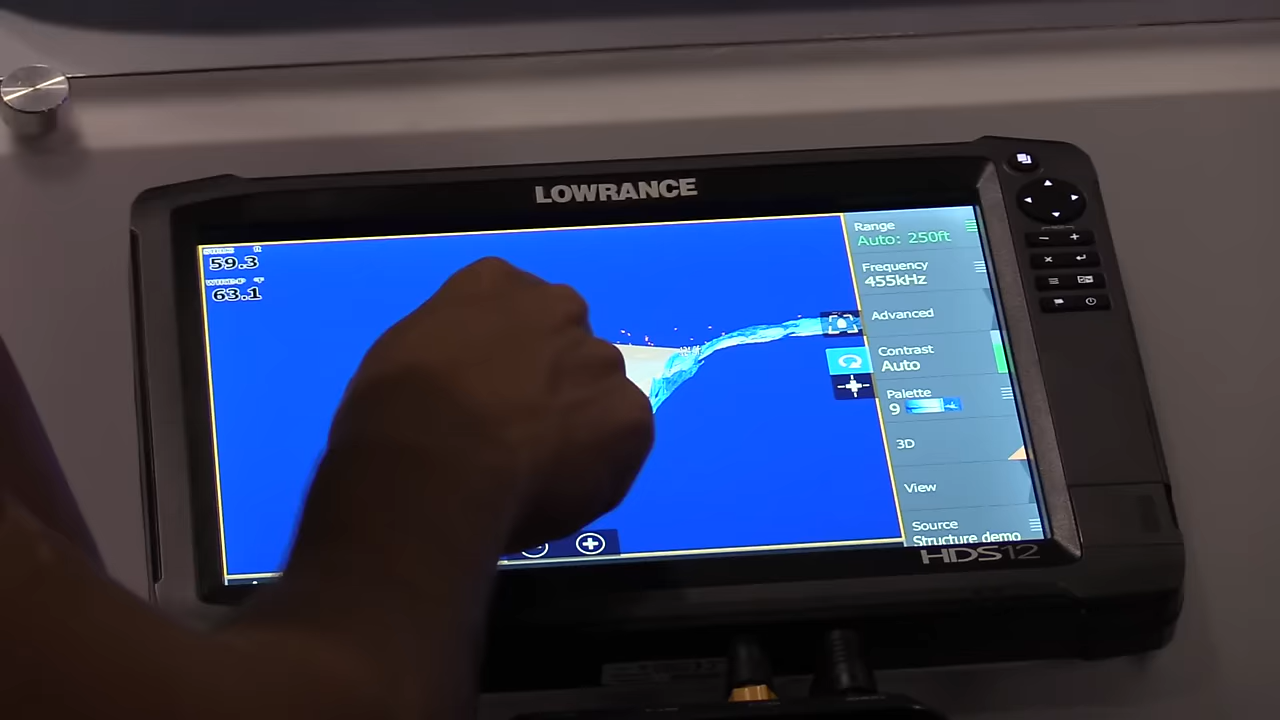 LOWRANCE
ft
59.3
°F
63.1
Range
Auto: 250ft
Frequency
455kHz
Advanced
Contrast
Auto
Palette
9
3D
View
Source
Structure demo
HDS12